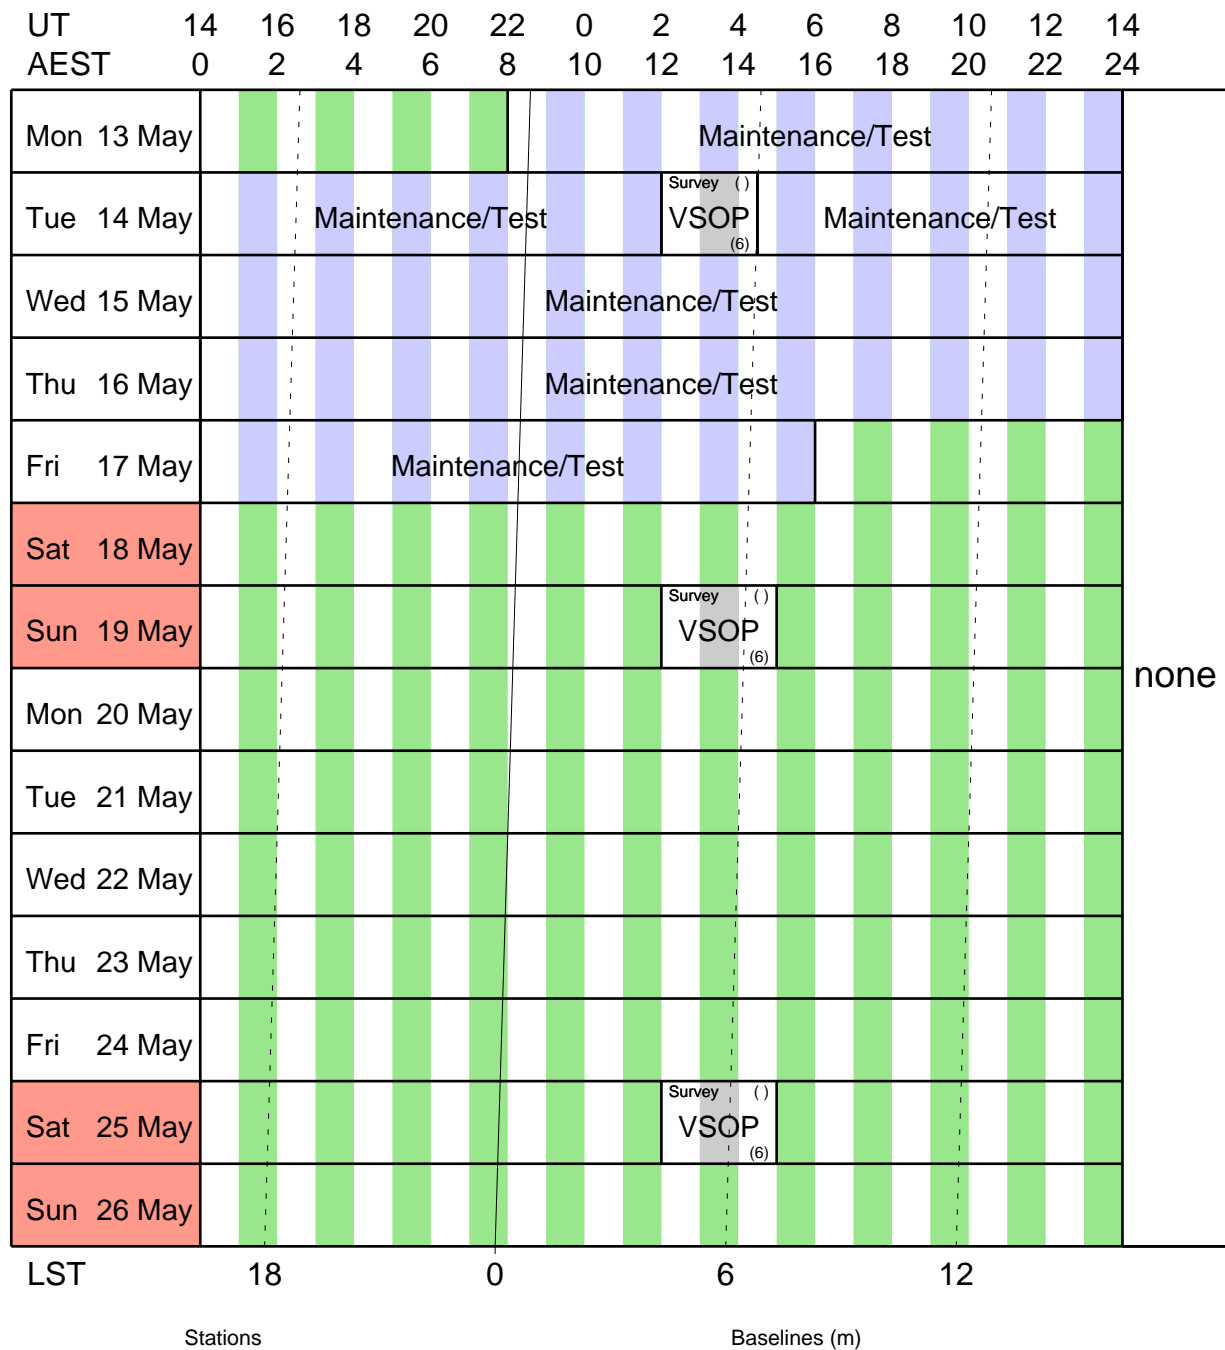 UT 14 16 18 20 22 0 2 4 6 8 10 12 14
AEST 0 2 4 6 8 10 12 14 16 18 20 22 24
Mon 13 May Maintenance/Test
Survey ( )
Tue 14 May Maintenance/Test VSOP Maintenance/Test
(6)
Wed 15 May Maintenance/Test
Thu 16 May Maintenance/Test
Fri 17 May Maintenance/Test
Sat 18 May
Survey ( )
Sun 19 May VSOP
(6)
none
Mon 20 May
Tue 21 May
Wed 22 May
Thu 23 May
Fri 24 May
Survey ( )
Sat 25 May VSOP
(6)
Sun 26 May
LST 18 0 6 12
Stations Baselines (m)